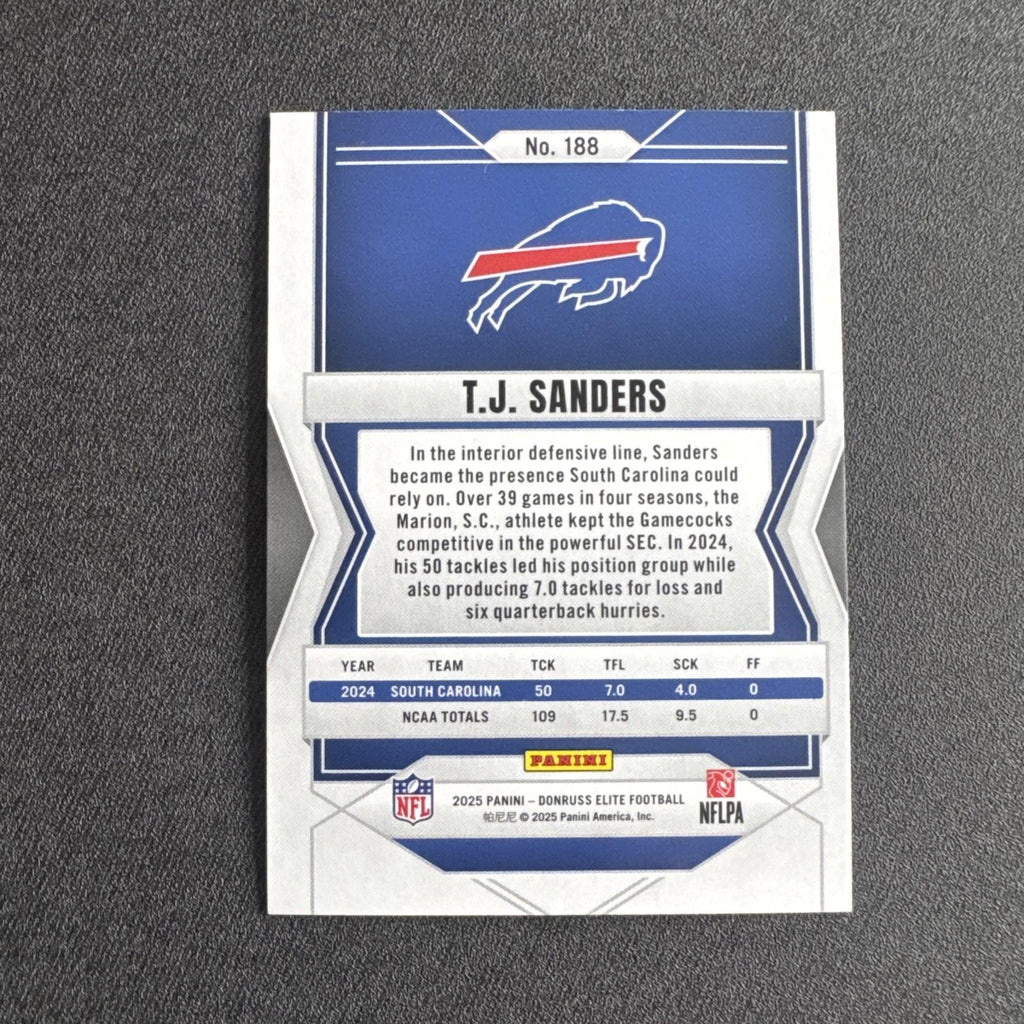 No. 188
T.J. SANDERS
In the interior defensive line, Sanders
became the presence South Carolina could
rely on. Over 39 games in four seasons, the
Marion, S.C., athlete kept the Gamecocks
competitive in the powerful SEC. In 2024,
his 50 tackles led his position group while
also producing 7.0 tackles for loss and
six quarterback hurries.
YEAR TEAM TCK TFL SCK FF
2024 SOUTH CAROLINA 50 7.0 4.0 0
NCAA TOTALS 109 17.5 9.5 0
PANINI
NFL
2025 PANINI – DONRUSS ELITE FOOTBALL
帕尼尼 © 2025 Panini America, Inc.
NFLPA